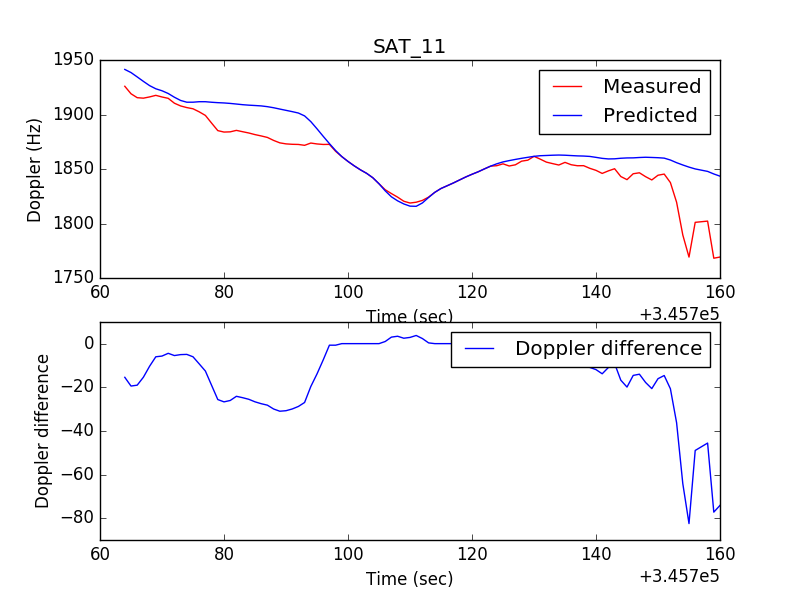 SAT_11
1950
1900
1850
1800
1750
Doppler (Hz)
Measured
Predicted
60 80 100 120 140 160
Time (sec)
+3.457e5
0
−20
−40
−60
−80
Doppler difference
Doppler difference
60 80 100 120 140 160
Time (sec)
+3.457e5